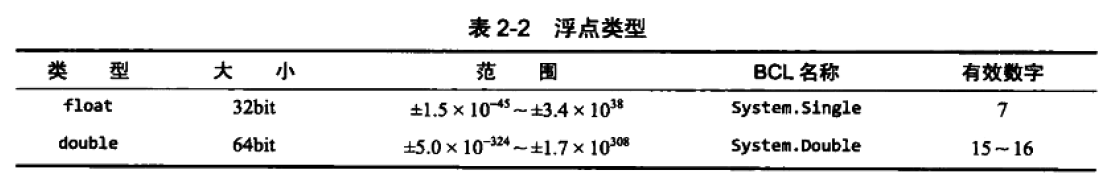 表 2-2 浮点类型
类 型 大 小 范 围 BCL 名称 有效数字
float 32bit ±1.5 × 10⁻⁴⁵ ~ ±3.4 × 10³⁸ System.Single 7
double 64bit ±5.0 × 10⁻³²⁴ ~ ±1.7 × 10³⁰⁸ System.Double 15 ~ 16